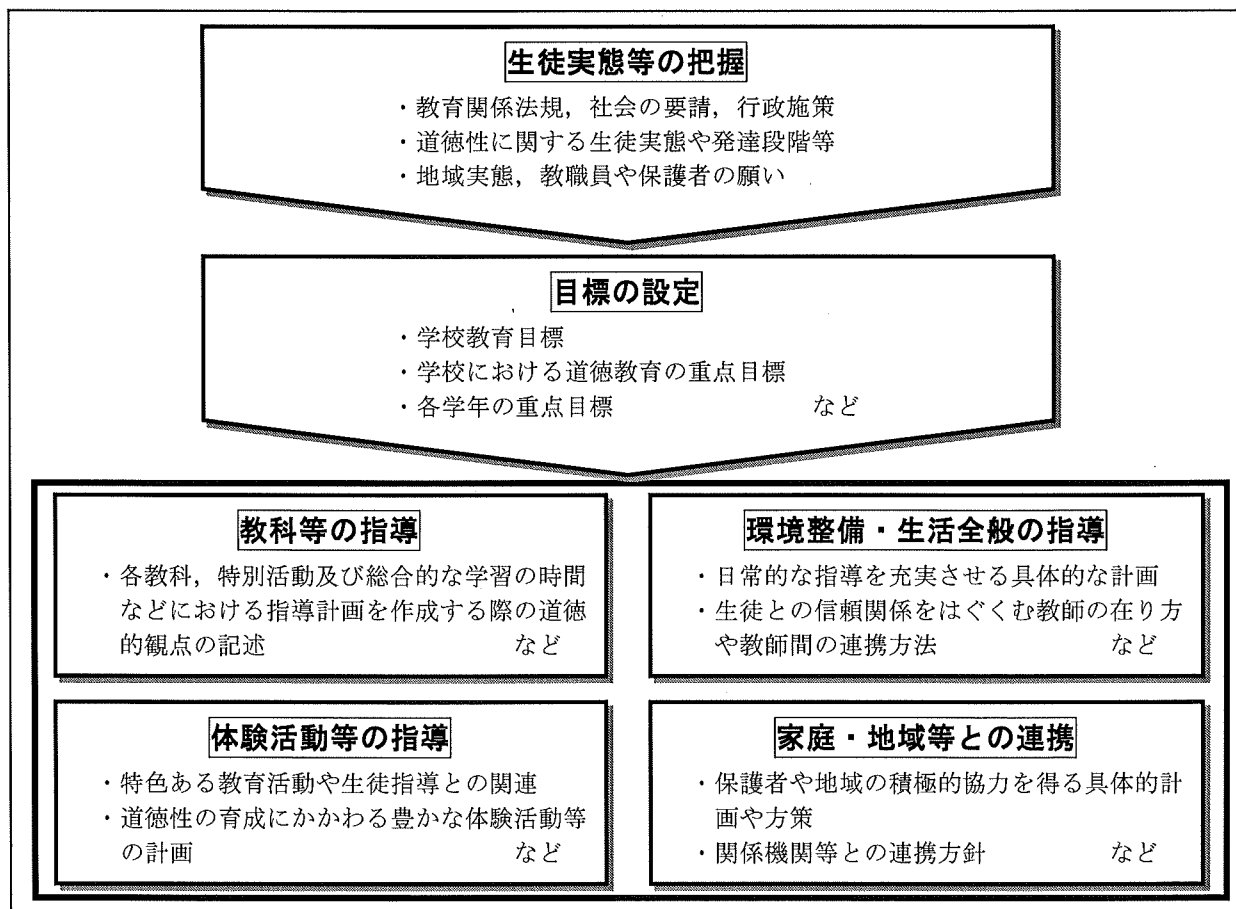 生徒実態等の把握
・教育関係法規,社会の要請,行政施策
・道徳性に関する生徒実態や発達段階等
・地域実態,教職員や保護者の願い
目標の設定
・学校教育目標
・学校における道徳教育の重点目標
・各学年の重点目標 など
教科等の指導
・各教科,特別活動及び総合的な学習の時間
などにおける指導計画を作成する際の道徳
的観点の記述 など
環境整備・生活全般の指導
・日常的な指導を充実させる具体的な計画
・生徒との信頼関係をはぐくむ教師の在り方
や教師間の連携方法 など
体験活動等の指導
・特色ある教育活動や生徒指導との関連
・道徳性の育成にかかわる豊かな体験活動等
の計画 など
家庭・地域等との連携
・保護者や地域の積極的協力を得る具体的計
画や方策
・関係機関等との連携方針 など